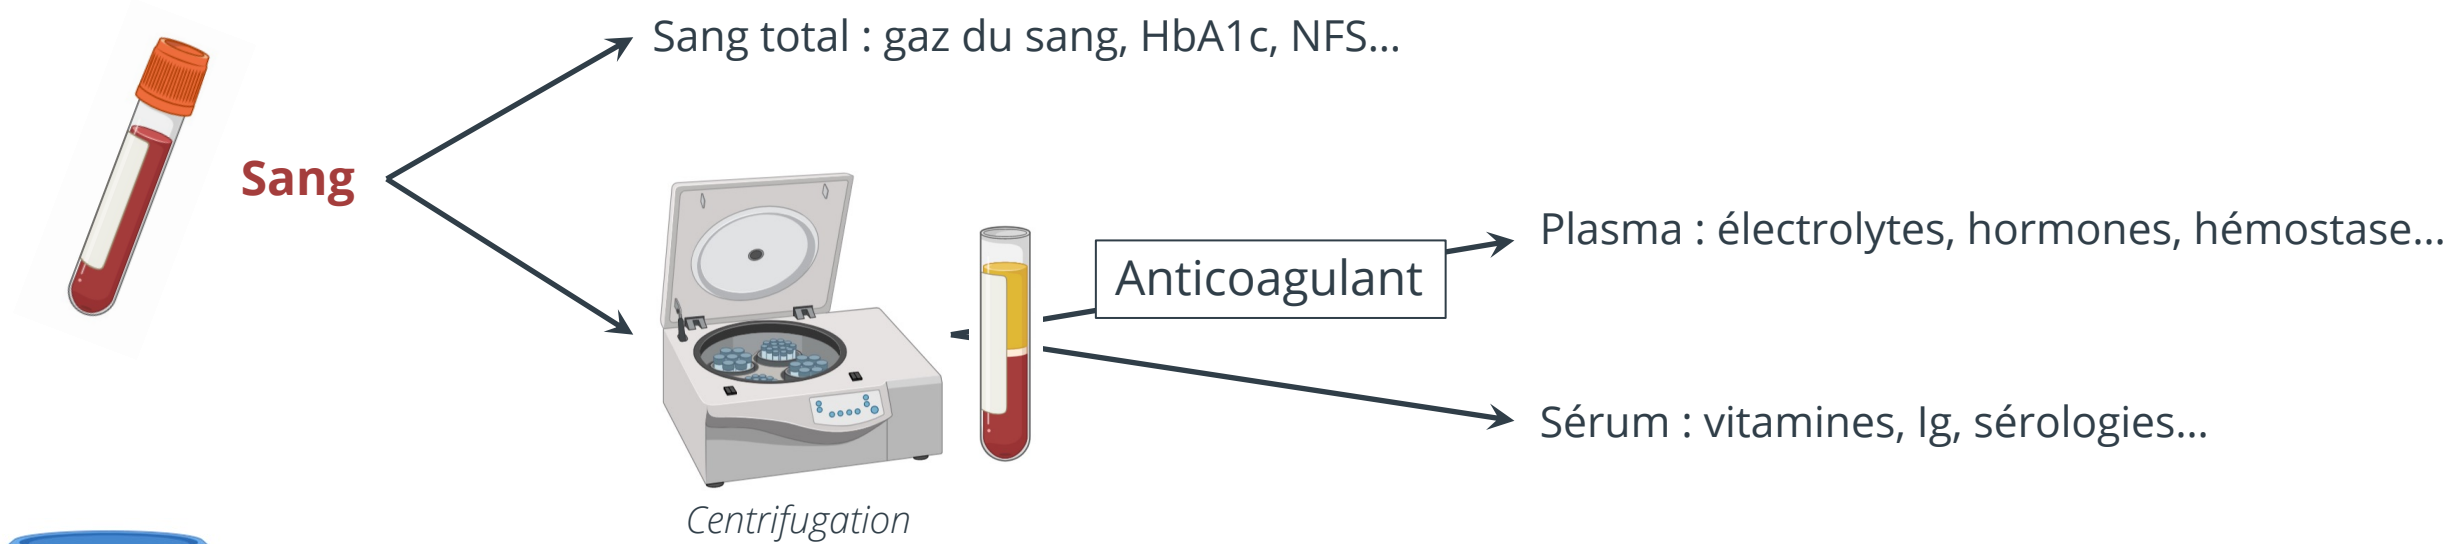 Sang total : gaz du sang, HbA1c, NFS...
Sang
Plasma : électrolytes, hormones, hémostase...
Anticoagulant
Sérum : vitamines, Ig, sérologies...
Centrifugation